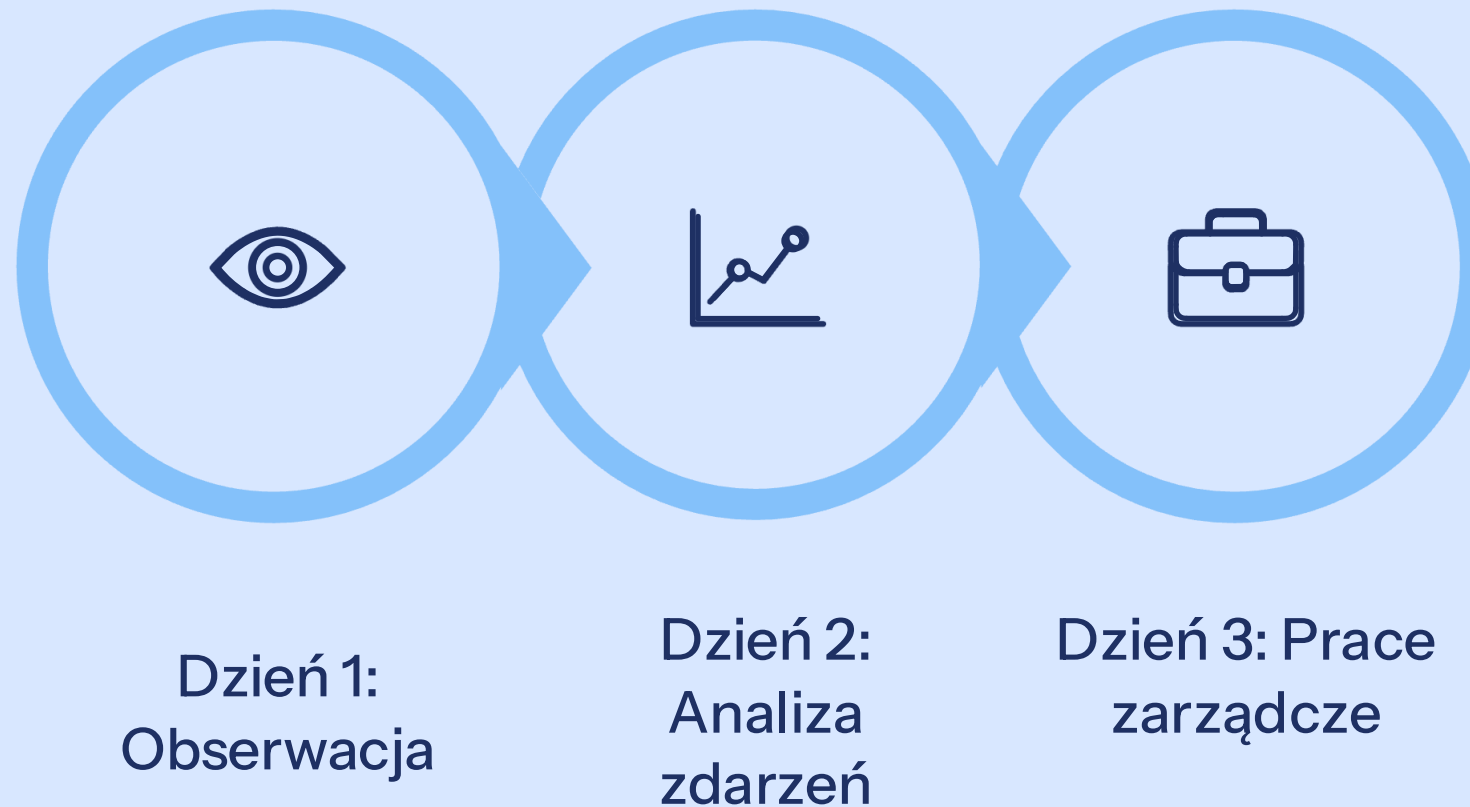 Dzień 1:
Obserwacja
Dzień 2:
Analiza
zdarzeń
Dzień 3: Prace
zarządcze